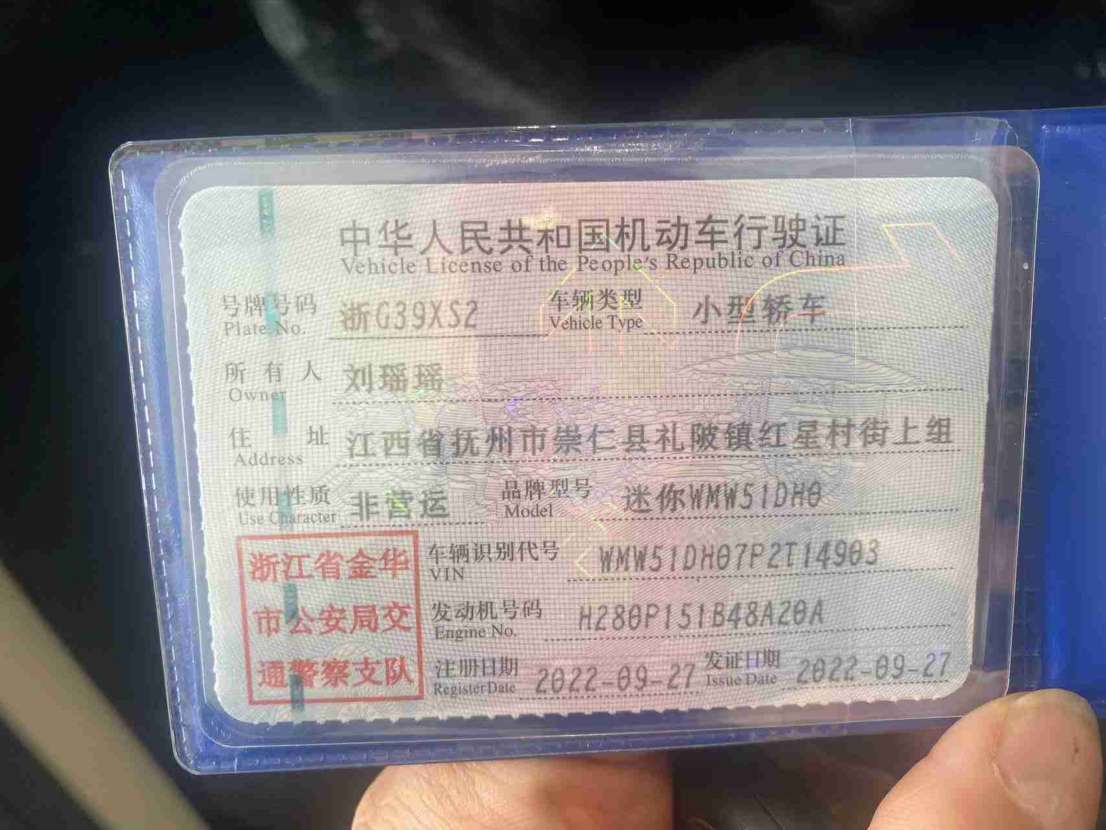 中华人民共和国机动车行驶证
Vehicle License of the People's Republic of China
号牌号码 浙G39XS2 车辆类型 小型轿车
Plate No. Vehicle Type
所有人 刘瑶瑶
Owner
住址 江西省抚州市崇仁县礼陂镇红星村街上组
Address
使用性质 非营运 品牌型号 迷你WMW51DH0
Use Character Model
浙江省金华
市公安局交
通警察支队
车辆识别代号 WMW51DH07P2T14903
VIN
发动机号码 H280P151B48A20A
Engine No.
注册日期 2022-09-27 发证日期 2022-09-27
Register Date Issue Date